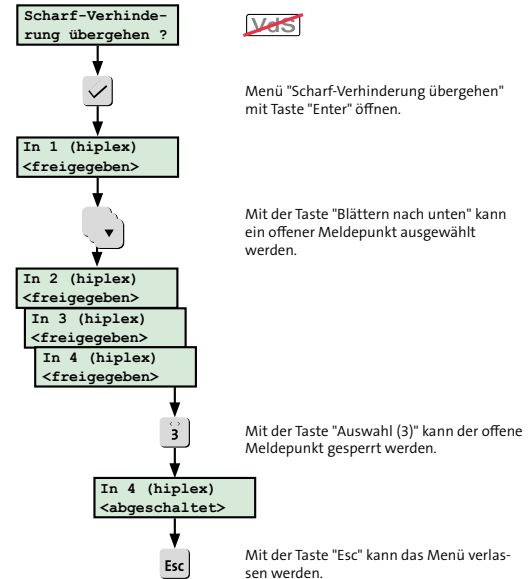 Scharf-Verhinde-
rung übergehen ?
VdS
Menü "Scharf-Verhinderung übergehen"
mit Taste "Enter" öffnen.
In 1 (hiplex)
<freigegeben>
Mit der Taste "Blättern nach unten" kann
ein offener Meldepunkt ausgewählt
werden.
In 2 (hiplex)
<freigegeben>
In 3 (hiplex)
<freigegeben>
In 4 (hiplex)
<freigegeben>
3
Mit der Taste "Auswahl (3)" kann der offene
Meldepunkt gesperrt werden.
In 4 (hiplex)
<abgeschaltet>
Esc
Mit der Taste "Esc" kann das Menü verlas-
sen werden.